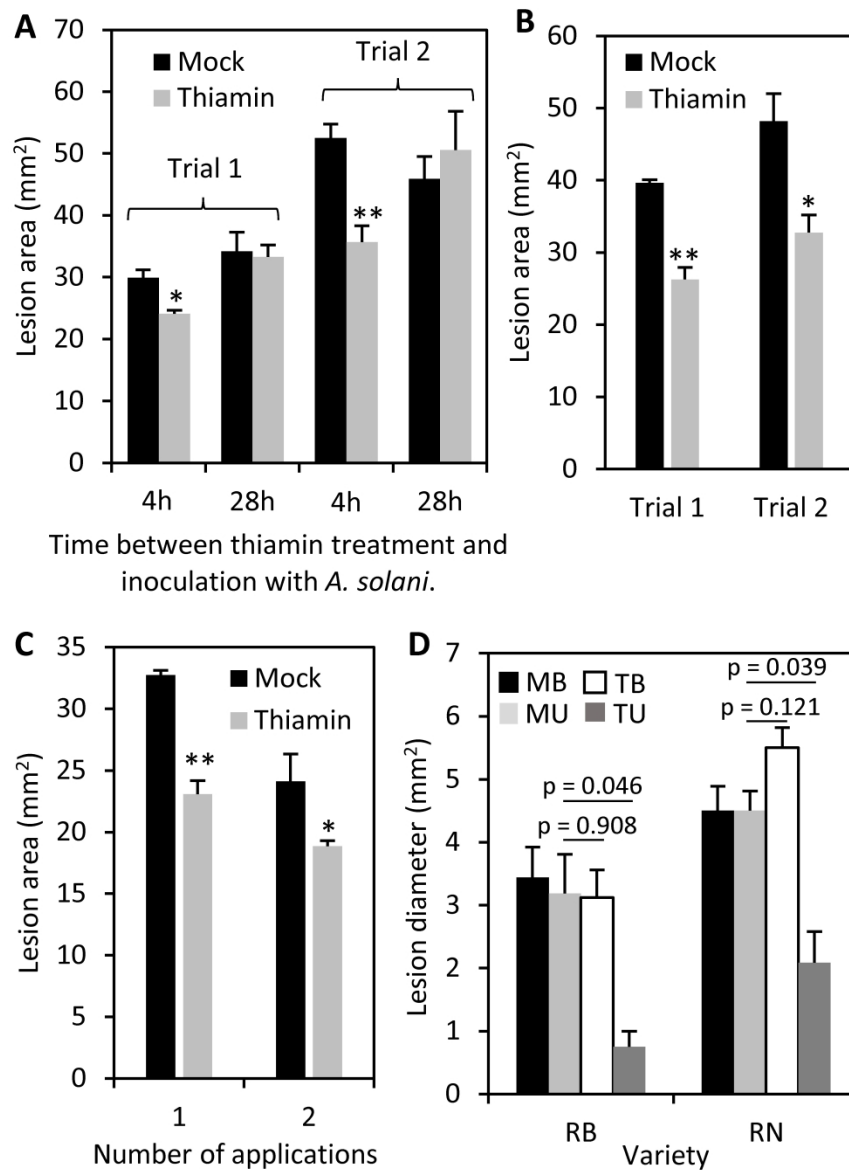 A
70
60
50
40
30
20
10
0
Lesion area (mm²)
Mock
Thiamin
Trial 1
Trial 2
*
**
4h 28h 4h 28h
Time between thiamin treatment and
inoculation with A. solani.
B
60
50
40
30
20
10
0
Lesion area (mm²)
Mock
Thiamin
**
*
Trial 1 Trial 2
C
35
33
25
23
15
13
5
0
Lesion area (mm²)
Mock
Thiamin
**
*
1 2
Number of applications
D
7
6
5
4
3
2
1
0
Lesion diameter (mm²)
MB TB
MU TU
p = 0.039
p = 0.121
p = 0.046
p = 0.908
RB RN
Variety